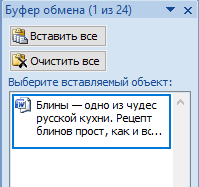 Буфер обмена (1 из 24)
Вставить все
Очистить все
Выберите вставляемый объект:
Блины — одно из чудес
русской кухни. Рецепт
блинов прост, как и вс...